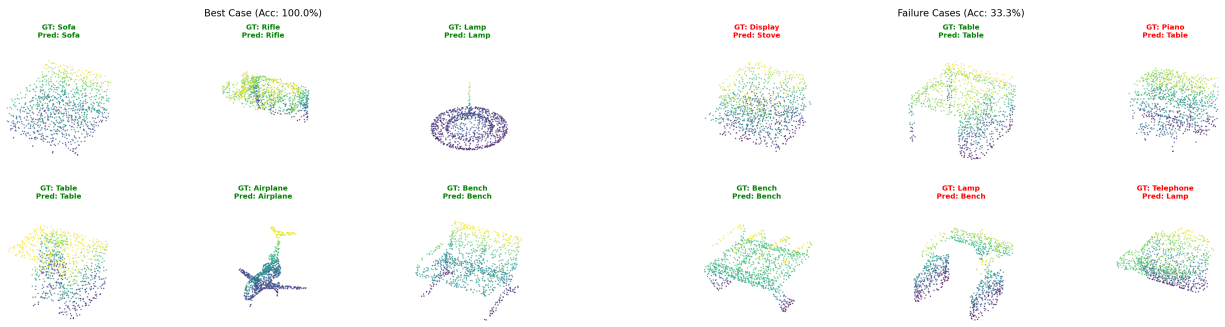 Best Case (Acc: 100.0%)
GT: Sofa
Pred: Sofa
GT: Rifle
Pred: Rifle
GT: Lamp
Pred: Lamp
GT: Table
Pred: Table
GT: Airplane
Pred: Airplane
GT: Bench
Pred: Bench
Failure Cases (Acc: 33.3%)
GT: Display
Pred: Stove
GT: Table
Pred: Table
GT: Piano
Pred: Table
GT: Bench
Pred: Bench
GT: Lamp
Pred: Bench
GT: Telephone
Pred: Lamp